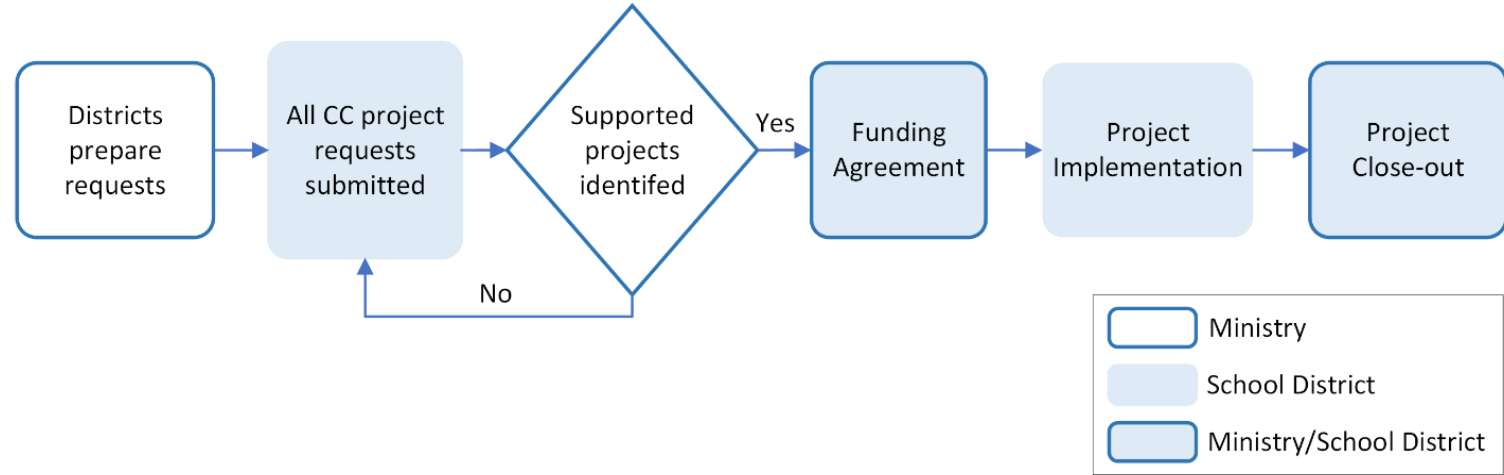 Districts
prepare
requests
All CC project
requests
submitted
Supported
projects
identifed
Yes
No
Funding
Agreement
Project
Implementation
Project
Close-out
Ministry
School District
Ministry/School District